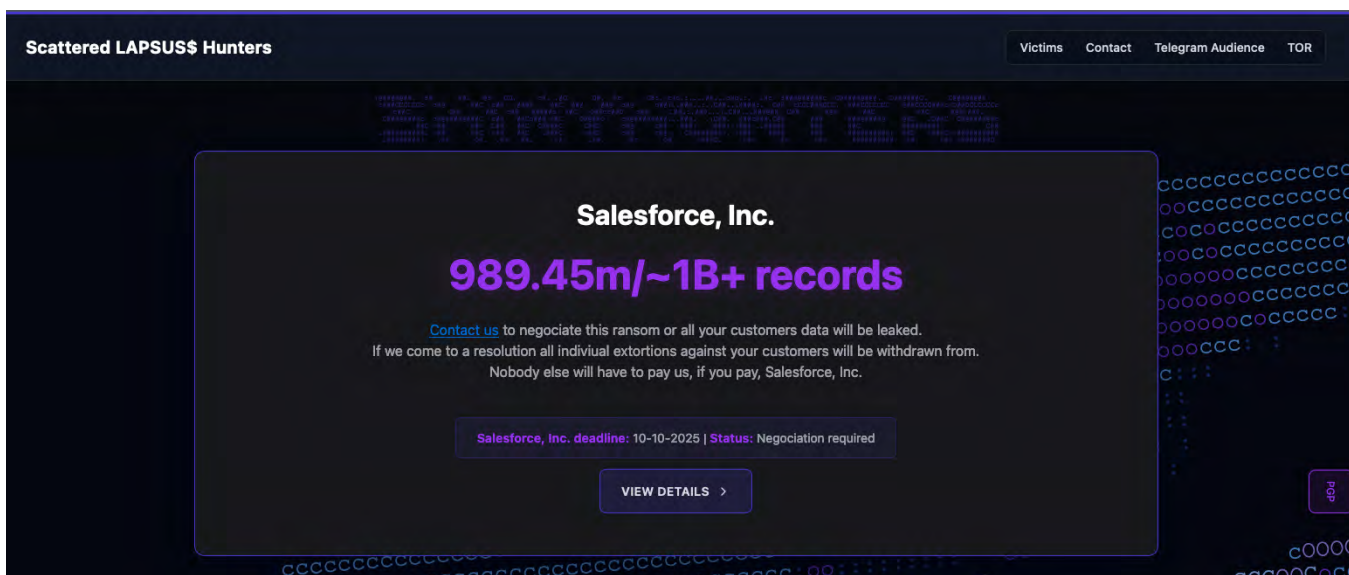 Scattered LAPSUS$ Hunters
Victims Contact Telegram Audience TOR
Salesforce, Inc.
989.45m/~1B+ records
Contact us to negociate this ransom or all your customers data will be leaked.
If we come to a resolution all indiviual extortions against your customers will be withdrawn from.
Nobody else will have to pay us, if you pay, Salesforce, Inc.
Salesforce, Inc. deadline: 10-10-2025 | Status: Negociation required
VIEW DETAILS
PGP